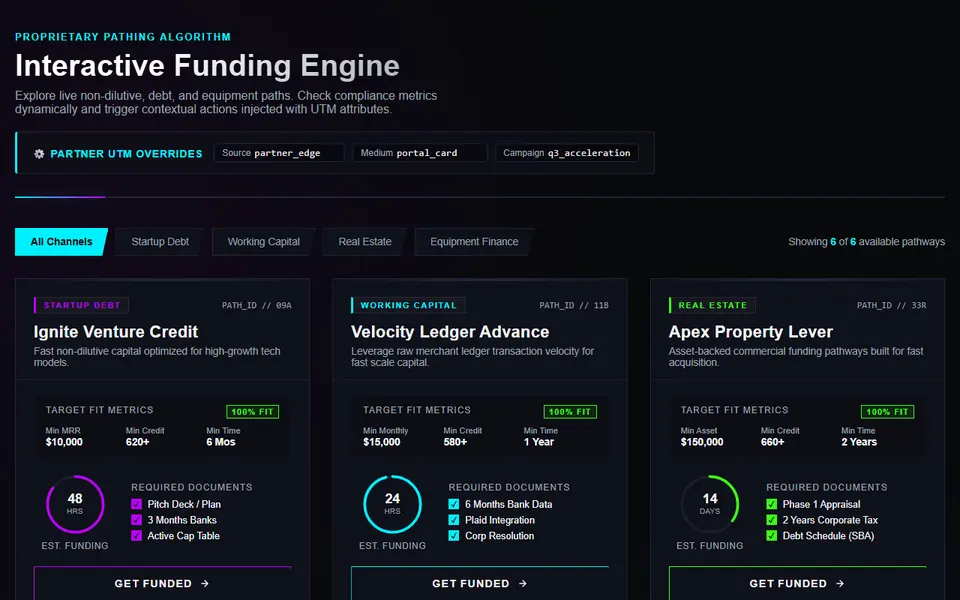 PROPRIETARY PATHING ALGORITHM
Interactive Funding Engine
Explore live non-dilutive, debt, and equipment paths. Check compliance metrics
dynamically and trigger contextual actions injected with UTM attributes.
PARTNER UTM OVERRIDES
Source partner_edge
Medium portal_card
Campaign q3_acceleration
All Channels
Startup Debt
Working Capital
Real Estate
Equipment Finance
Showing 6 of 6 available pathways
STARTUP DEBT
PATH_ID // 09A
Ignite Venture Credit
Fast non-dilutive capital optimized for high-growth tech
models.
TARGET FIT METRICS
100% FIT
Min MRR
$10,000
Min Credit
620+
Min Time
6 Mos
48
HRS
EST. FUNDING
REQUIRED DOCUMENTS
Pitch Deck / Plan
3 Months Banks
Active Cap Table
GET FUNDED →
WORKING CAPITAL
PATH_ID // 11B
Velocity Ledger Advance
Leverage raw merchant ledger transaction velocity for
fast scale capital.
TARGET FIT METRICS
100% FIT
Min Monthly
$15,000
Min Credit
580+
Min Time
1 Year
24
HRS
EST. FUNDING
REQUIRED DOCUMENTS
6 Months Bank Data
Plaid Integration
Corp Resolution
GET FUNDED →
REAL ESTATE
PATH_ID // 33R
Apex Property Lever
Asset-backed commercial funding pathways built for fast
acquisition.
TARGET FIT METRICS
100% FIT
Min Asset
$150,000
Min Credit
660+
Min Time
2 Years
14
DAYS
EST. FUNDING
REQUIRED DOCUMENTS
Phase 1 Appraisal
2 Years Corporate Tax
Debt Schedule (SBA)
GET FUNDED →